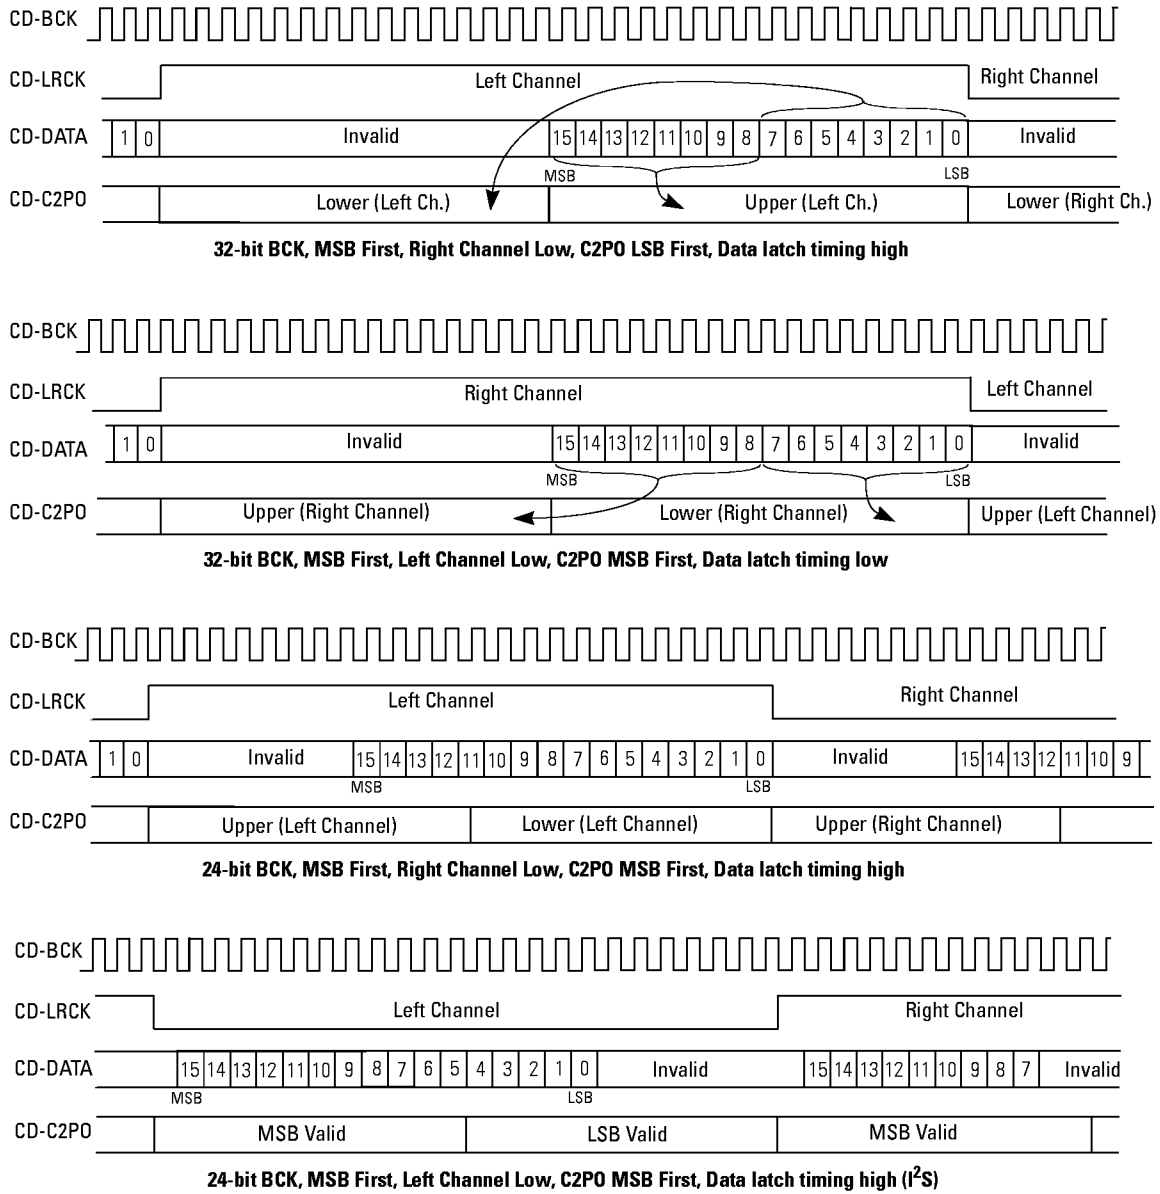 CD-BCK
CD-LRCK Left Channel Right Channel
CD-DATA 1 0 Invalid 15 14 13 12 11 10 9 8 7 6 5 4 3 2 1 0 Invalid
MSB LSB
CD-C2PO Lower (Left Ch.) Upper (Left Ch.) Lower (Right Ch.)
32-bit BCK, MSB First, Right Channel Low, C2PO LSB First, Data latch timing high
CD-BCK
CD-LRCK Right Channel Left Channel
CD-DATA 1 0 Invalid 15 14 13 12 11 10 9 8 7 6 5 4 3 2 1 0 Invalid
MSB LSB
CD-C2PO Upper (Right Channel) Lower (Right Channel) Upper (Left Channel)
32-bit BCK, MSB First, Left Channel Low, C2PO MSB First, Data latch timing low
CD-BCK
CD-LRCK Left Channel Right Channel
CD-DATA 1 0 Invalid 15 14 13 12 11 10 9 8 7 6 5 4 3 2 1 0 Invalid 15 14 13 12 11 10 9
MSB LSB
CD-C2PO Upper (Left Channel) Lower (Left Channel) Upper (Right Channel)
24-bit BCK, MSB First, Right Channel Low, C2PO MSB First, Data latch timing high
CD-BCK
CD-LRCK Left Channel Right Channel
CD-DATA 15 14 13 12 11 10 9 8 7 6 5 4 3 2 1 0 Invalid 15 14 13 12 11 10 9 8 7 Invalid
MSB LSB
CD-C2PO MSB Valid LSB Valid MSB Valid
24-bit BCK, MSB First, Left Channel Low, C2PO MSB First, Data latch timing high (I²S)